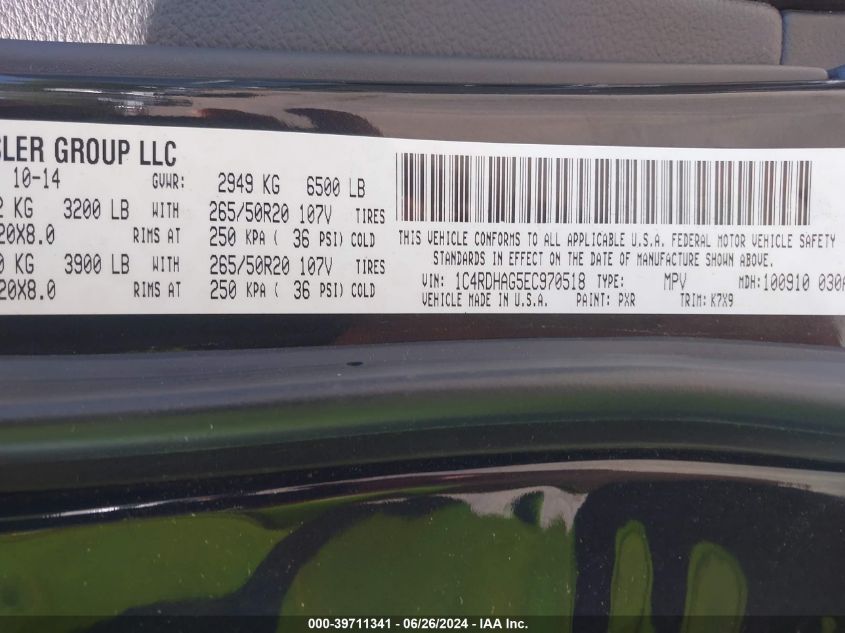 GROUP LLC
10-14 GVWR: 2949 KG 6500 LB
KG 3200 LB WITH 265/50R20 107V TIRES
20X8.0 RIMS AT 250 KPA ( 36 PSI) COLD
KG 3900 LB WITH 265/50R20 107V TIRES
20X8.0 RIMS AT 250 KPA ( 36 PSI) COLD
THIS VEHICLE CONFORMS TO ALL APPLICABLE U.S.A. FEDERAL MOTOR VEHICLE SAFETY
STANDARDS IN EFFECT ON THE DATE OF MANUFACTURE SHOWN ABOVE.
VIN: 1C4RDHAG5EC970518 TYPE: MPV MDH: 100910
VEHICLE MADE IN U.S.A. PAINT: PXR TRIM: K7X9
000-39711341 / 06/26/2024 - IAA Inc.